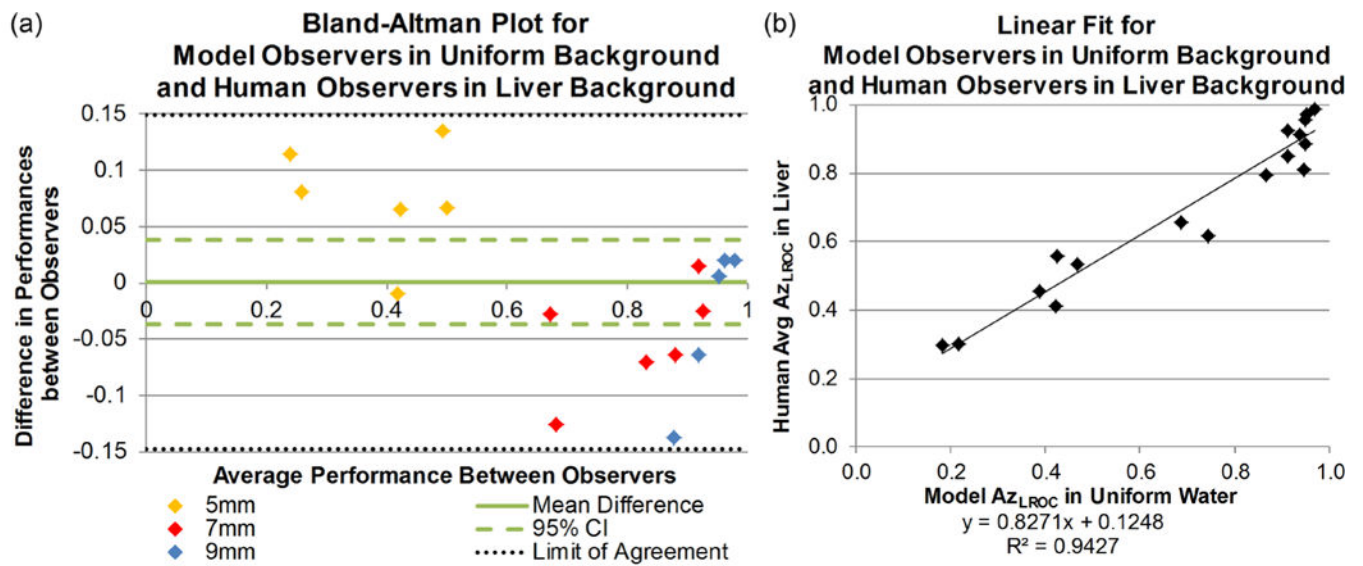 (a)
Bland-Altman Plot for
Model Observers in Uniform Background
and Human Observers in Liver Background
Difference in Performances
between Observers
0.15
0.1
0.05
0
-0.05
-0.1
-0.15
0 0.2 0.4 0.6 0.8 1
Average Performance Between Observers
5mm
7mm
9mm
Mean Difference
95% CI
Limit of Agreement
(b)
Linear Fit for
Model Observers in Uniform Background
and Human Observers in Liver Background
Human Avg AzLROC in Liver
1.0
0.8
0.6
0.4
0.2
0.0
0.0 0.2 0.4 0.6 0.8 1.0
Model AzLROC in Uniform Water
y = 0.8271x + 0.1248
R² = 0.9427